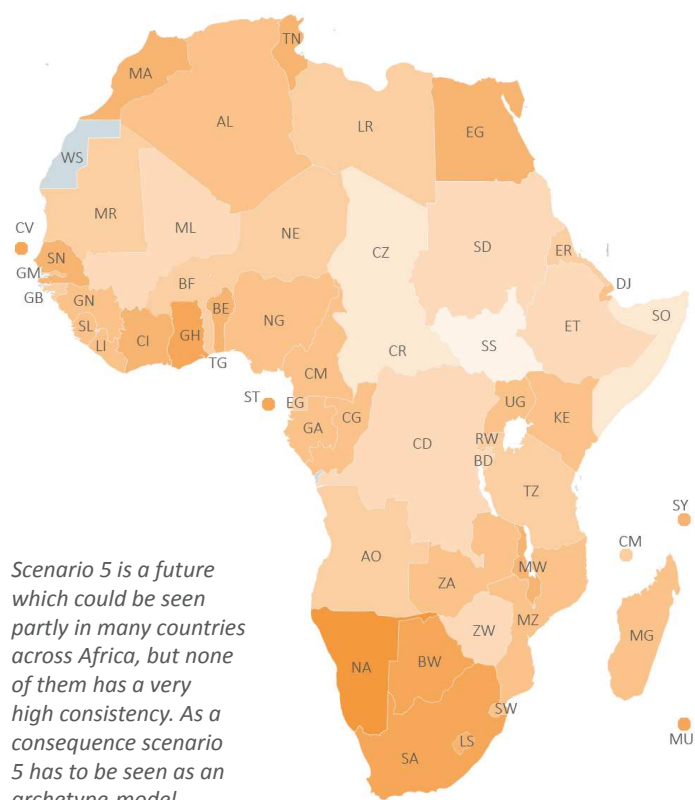 TN
MA
AL
LR
EG
WS
MR
ML
NE
CZ
SD
ER
CV
SN
GM
GB
GN
BF
DJ
SL
LI
CI
GH
BE
TG
NG
CR
SS
ET
SO
CM
ST
EG
GA
CG
CD
UG
KE
RW
BD
TZ
SY
CM
AO
ZA
MW
MZ
ZW
MG
NA
BW
SW
LS
SA
MU
Scenario 5 is a future
which could be seen
partly in many countries
across Africa, but none
of them has a very
high consistency. As a
consequence scenario
5 has to be seen as an
archetype model